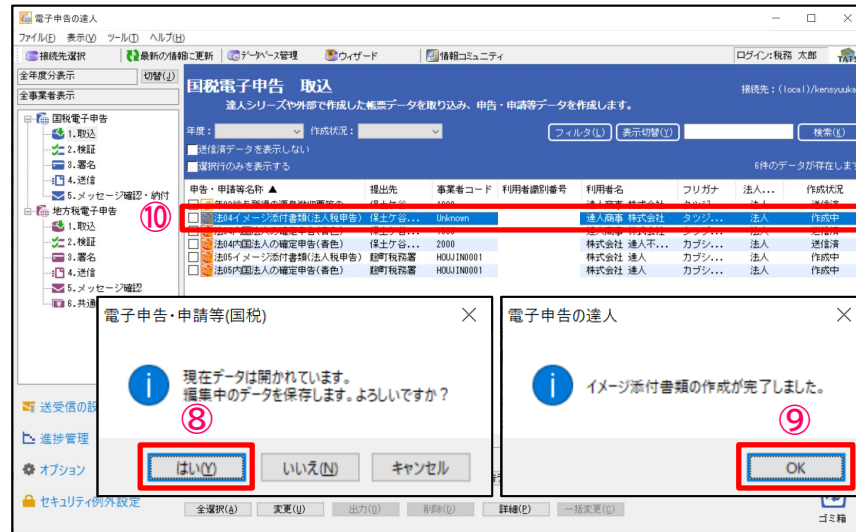 電子申告の達人
ファイル(F) 表示(V) ツール(T) ヘルプ(H)
接続先選択 最新の情報に更新 データベース管理 ウィザード 情報コミュニティ ログイン:税務 太郎
全年度分表示 切替(J)
全事業者表示
国税電子申告
1.取込
2.検証
3.署名
4.送信
5.メッセージ確認・納付
地方税電子申告
1.取込
2.検証
3.署名
4.送信
5.メッセージ確認
6.共通
送受信の設
進捗管理
オプション
セキュリティ例外設定
国税電子申告 取込
接続先:(local)/kensyuuka
達人シリーズや外部で作成した帳票データを取り込み、申告・申請等データを作成します。
年度: 作成状況: フィルタ(L) 表示切替(Y) 検索(K)
送信済データを表示しない
選択行のみを表示する 6件のデータが存在しま
申告・申請等名称 ▲ 提出先 事業者コード 利用者識別番号 利用者名 フリガナ 法人... 作成状況
⑩
法04イメージ添付書類(法人税申告) 保土ケ谷... Unknown 達人商事 株式会社 タツジ... 法人 作成中
法04内国法人の確定申告(青色) 保土ケ谷... 2000 株式会社 達人不... カブシ... 法人 送信済
法05イメージ添付書類(法人税申告) 麹町税務署 HOUJIN0001 株式会社 達人 カブシ... 法人 作成中
法05内国法人の確定申告(青色) 麹町税務署 HOUJIN0001 株式会社 達人 カブシ... 法人 作成中
電子申告・申請等(国税)
現在データは開かれています。
編集中のデータを保存します。よろしいですか?
⑧
はい(Y) いいえ(N) キャンセル
電子申告の達人
イメージ添付書類の作成が完了しました。
⑨
OK
全選択(A) 変更(U) 出力(O) 削除(D) 詳細(P) 一括変更(C)
ゴミ箱